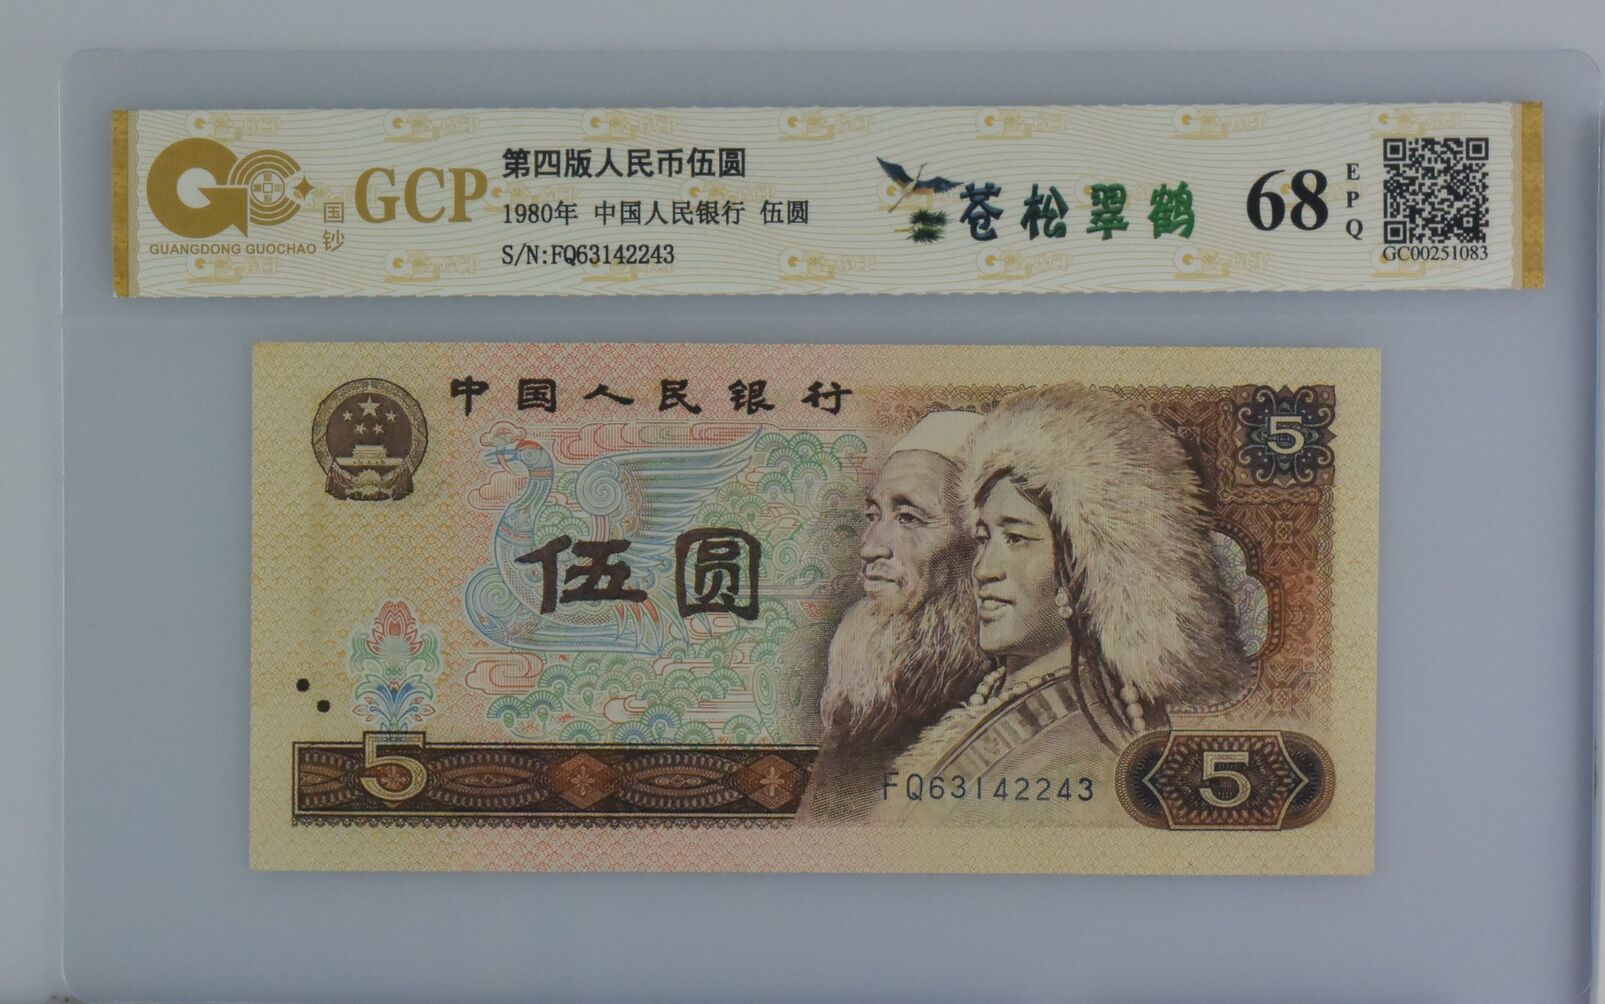 GCP
国钞
GUANGDONG GUOCHAO
第四版人民币伍圆
1980年 中国人民银行 伍圆
S/N:FQ63142243
苍松翠鹤
68
EPQ
GC00251083
中国人民银行
5
伍圆
5
FQ63142243
5